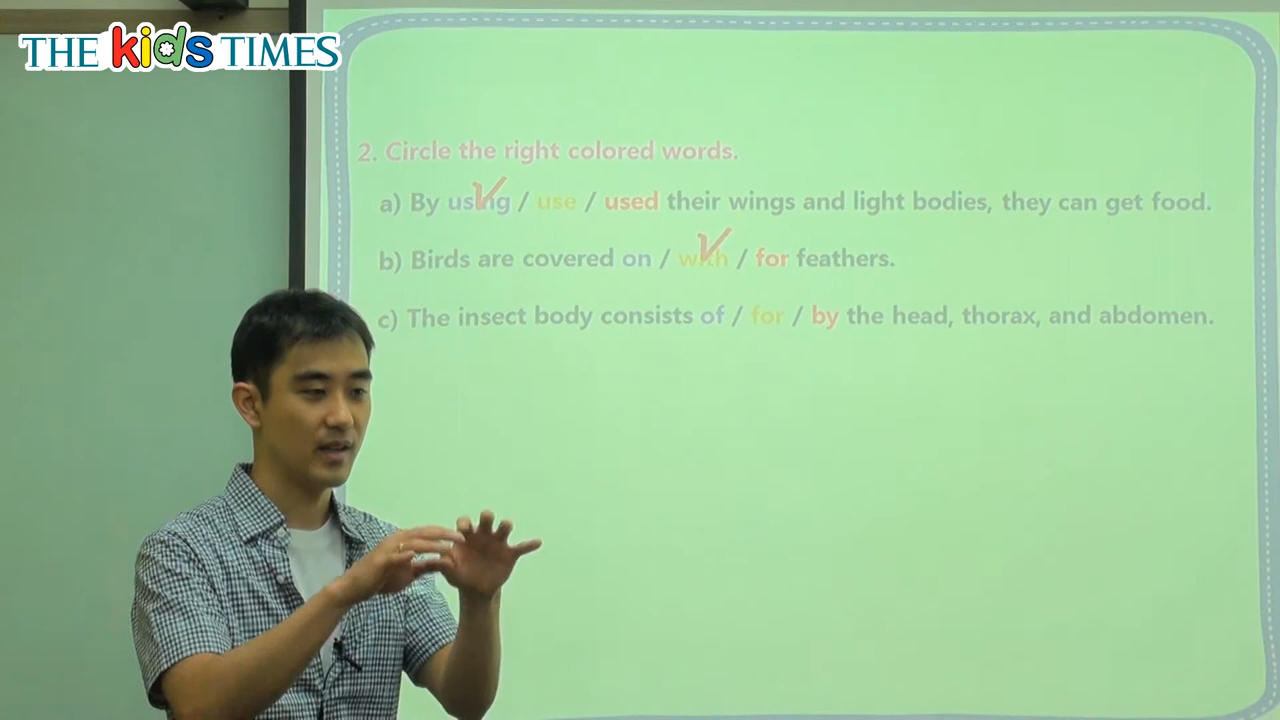 THE kids TIMES
2. Circle the right colored words.
a) By using / use / used their wings and light bodies, they can get food.
b) Birds are covered on / with / for feathers.
c) The insect body consists of / for / by the head, thorax, and abdomen.